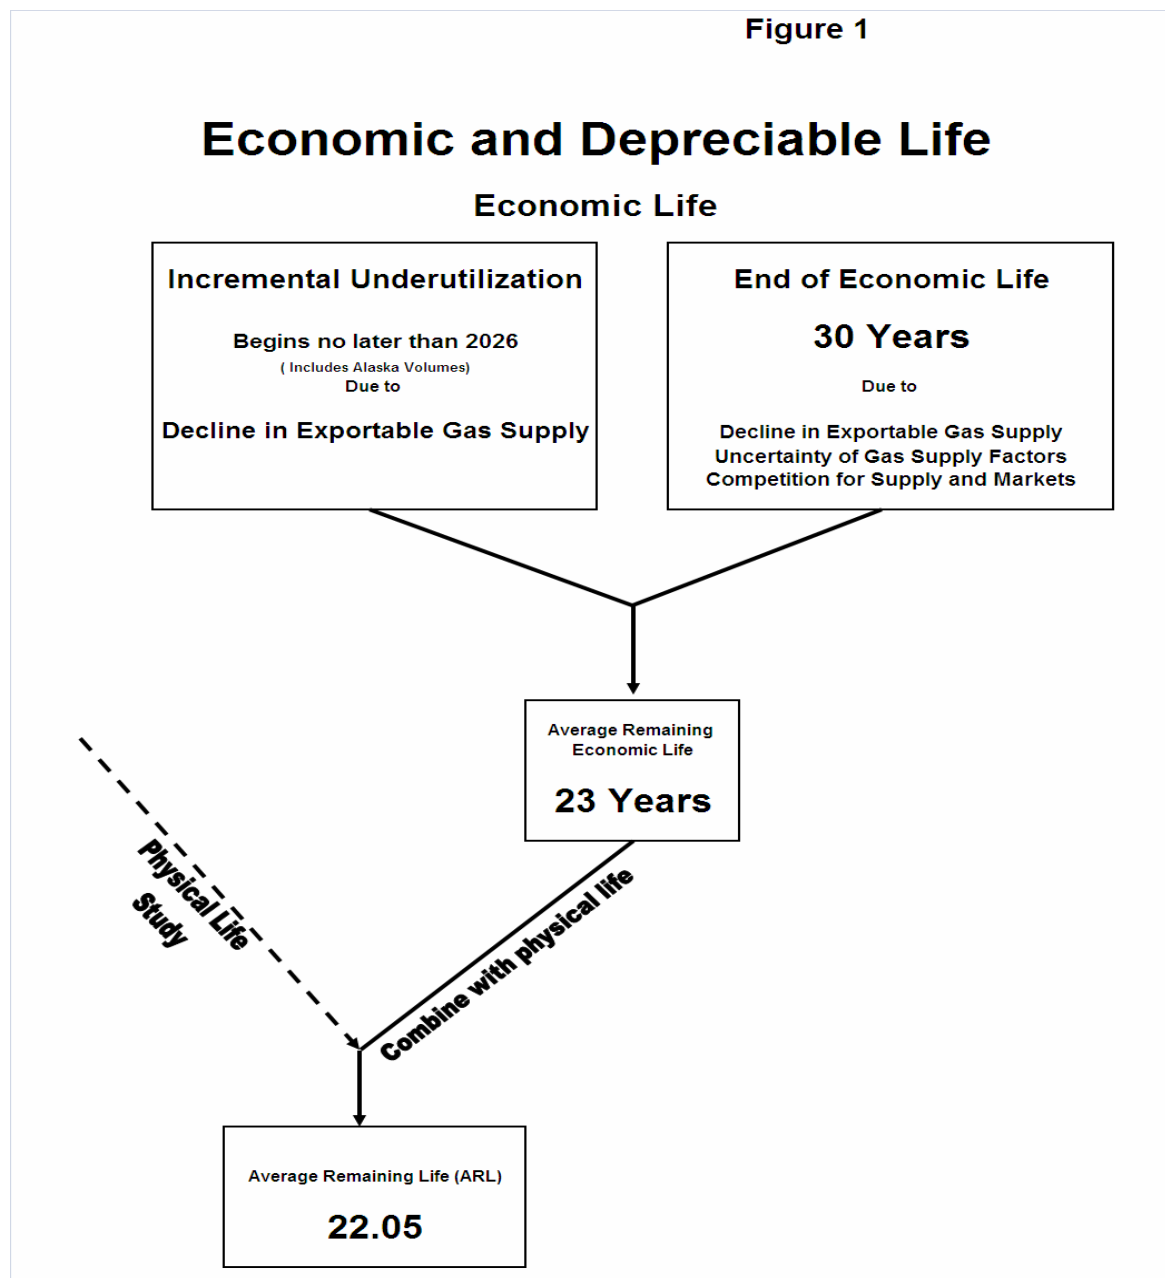 Figure 1
Economic and Depreciable Life
Economic Life
Incremental Underutilization
Begins no later than 2026
( Includes Alaska Volumes)
Due to
Decline in Exportable Gas Supply
End of Economic Life
30 Years
Due to
Decline in Exportable Gas Supply
Uncertainty of Gas Supply Factors
Competition for Supply and Markets
Average Remaining
Economic Life
23 Years
Physical Life
Study
Combine with physical life
Average Remaining Life (ARL)
22.05